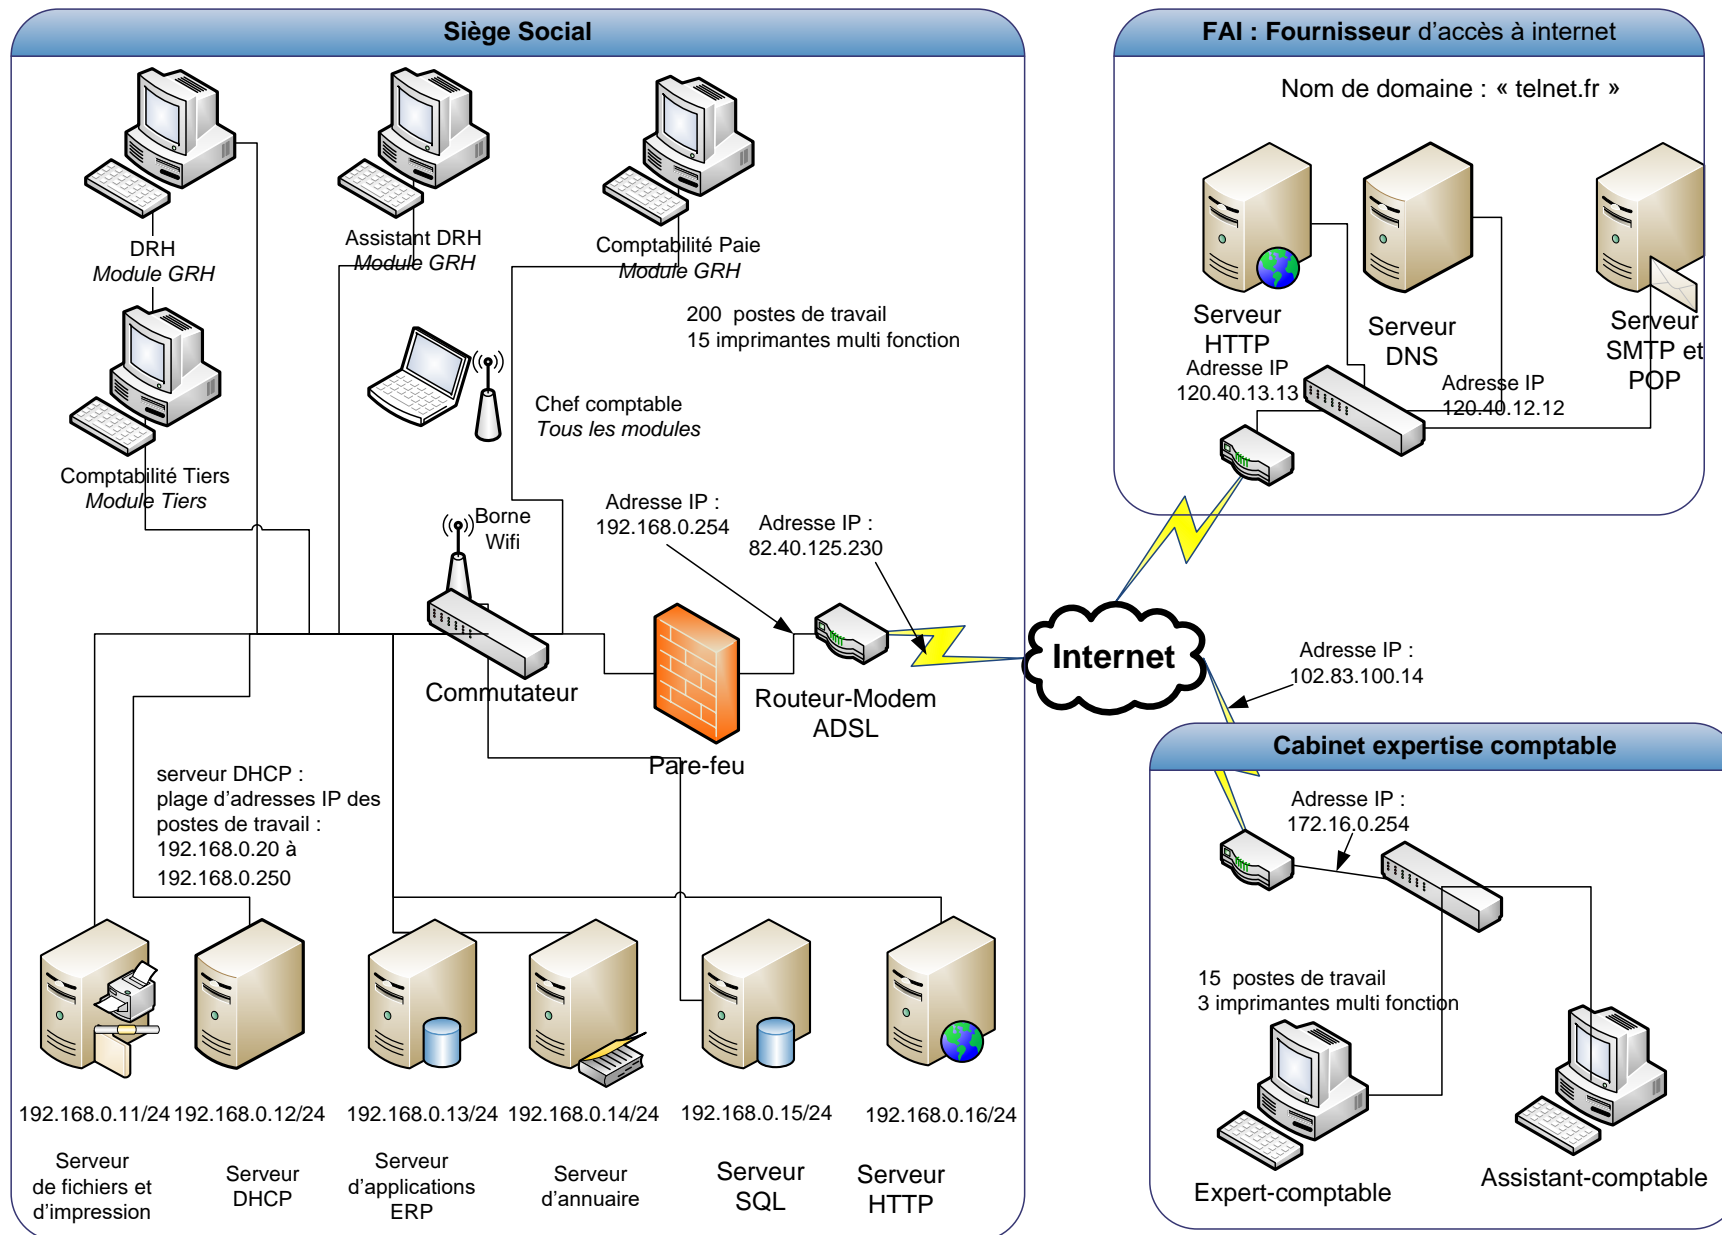 Siège Social
DRH
Module GRH
Assistant DRH
Module GRH
Comptabilité Paie
Module GRH
200 postes de travail
15 imprimantes multi fonction
Chef comptable
Tous les modules
Comptabilité Tiers
Module Tiers
Borne
Wifi
Adresse IP :
192.168.0.254
Adresse IP :
82.40.125.230
Commutateur
Pare-feu
Routeur-Modem
ADSL
serveur DHCP :
plage d'adresses IP des
postes de travail :
192.168.0.20 à
192.168.0.250
192.168.0.11/24
192.168.0.12/24
192.168.0.13/24
192.168.0.14/24
192.168.0.15/24
192.168.0.16/24
Serveur
de fichiers et
d'impression
Serveur
DHCP
Serveur
d'applications
ERP
Serveur
d'annuaire
Serveur
SQL
Serveur
HTTP
Internet
FAI : Fournisseur d'accès à internet
Nom de domaine : « telnet.fr »
Serveur
HTTP
Adresse IP
120.40.13.13
Serveur
DNS
Adresse IP
120.40.12.12
Serveur
SMTP et
POP
Adresse IP :
102.83.100.14
Cabinet expertise comptable
Adresse IP :
172.16.0.254
15 postes de travail
3 imprimantes multi fonction
Expert-comptable
Assistant-comptable